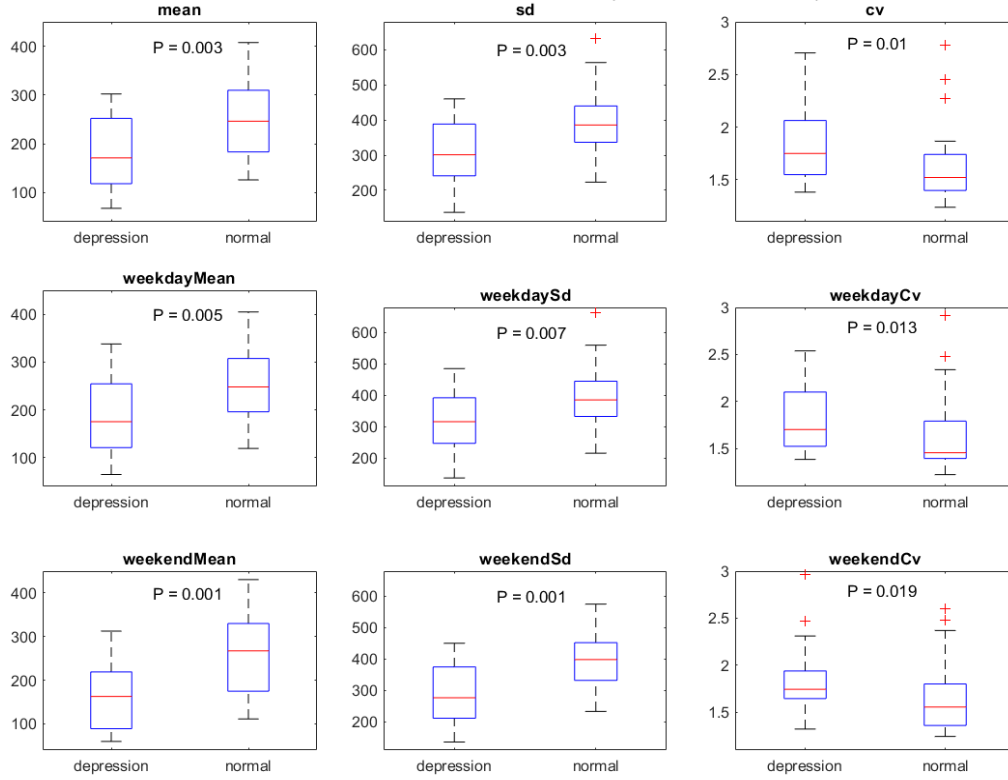 mean
P = 0.003
400
300
200
100
depression normal
sd
P = 0.003
600
500
400
300
200
depression normal
cv
P = 0.01
3
2.5
2
1.5
depression normal
weekdayMean
P = 0.005
400
300
200
100
depression normal
weekdaySd
P = 0.007
600
500
400
300
200
depression normal
weekdayCv
P = 0.013
3
2.5
2
1.5
depression normal
weekendMean
P = 0.001
400
300
200
100
depression normal
weekendSd
P = 0.001
600
500
400
300
200
depression normal
weekendCv
P = 0.019
3
2.5
2
1.5
depression normal